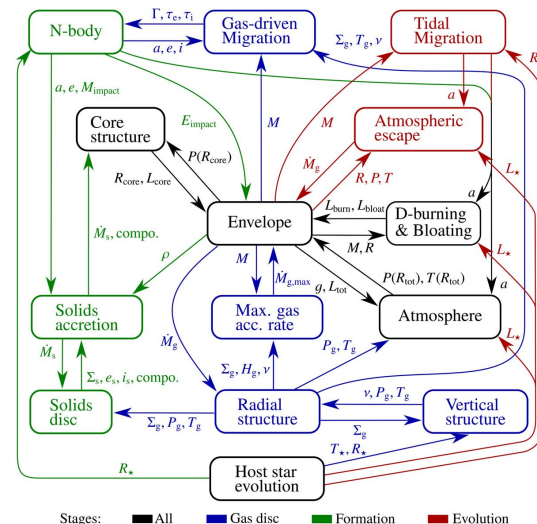 N-body
Γ, τe, τi
a, e, i
Gas-driven
Migration
Σg, Tg, ν
Tidal
Migration
R
a, e, Mimpact
Eimpact
M
M
a
Core
structure
P(Rcore)
Atmospheric
escape
Ṁg
R, P, T
L⋆
Rcore, Lcore
Lburn, Lbloat
a
Envelope
D-burning
& Bloating
M, R
Ṁs, compo.
ρ
M
Ṁg,max
g, Ltot
P(Rtot), T(Rtot)
L⋆
a
Solids
accretion
Max. gas
acc. rate
Atmosphere
L⋆
Ṁs
Σs, es, is, compo.
Ṁg
Σg, Hg, ν
Pg, Tg
Solids
disc
Σg, Pg, Tg
Radial
structure
ν, Pg, Tg
Σg
Vertical
structure
T⋆, R⋆
R⋆
Host star
evolution
Stages: All Gas disc Formation Evolution